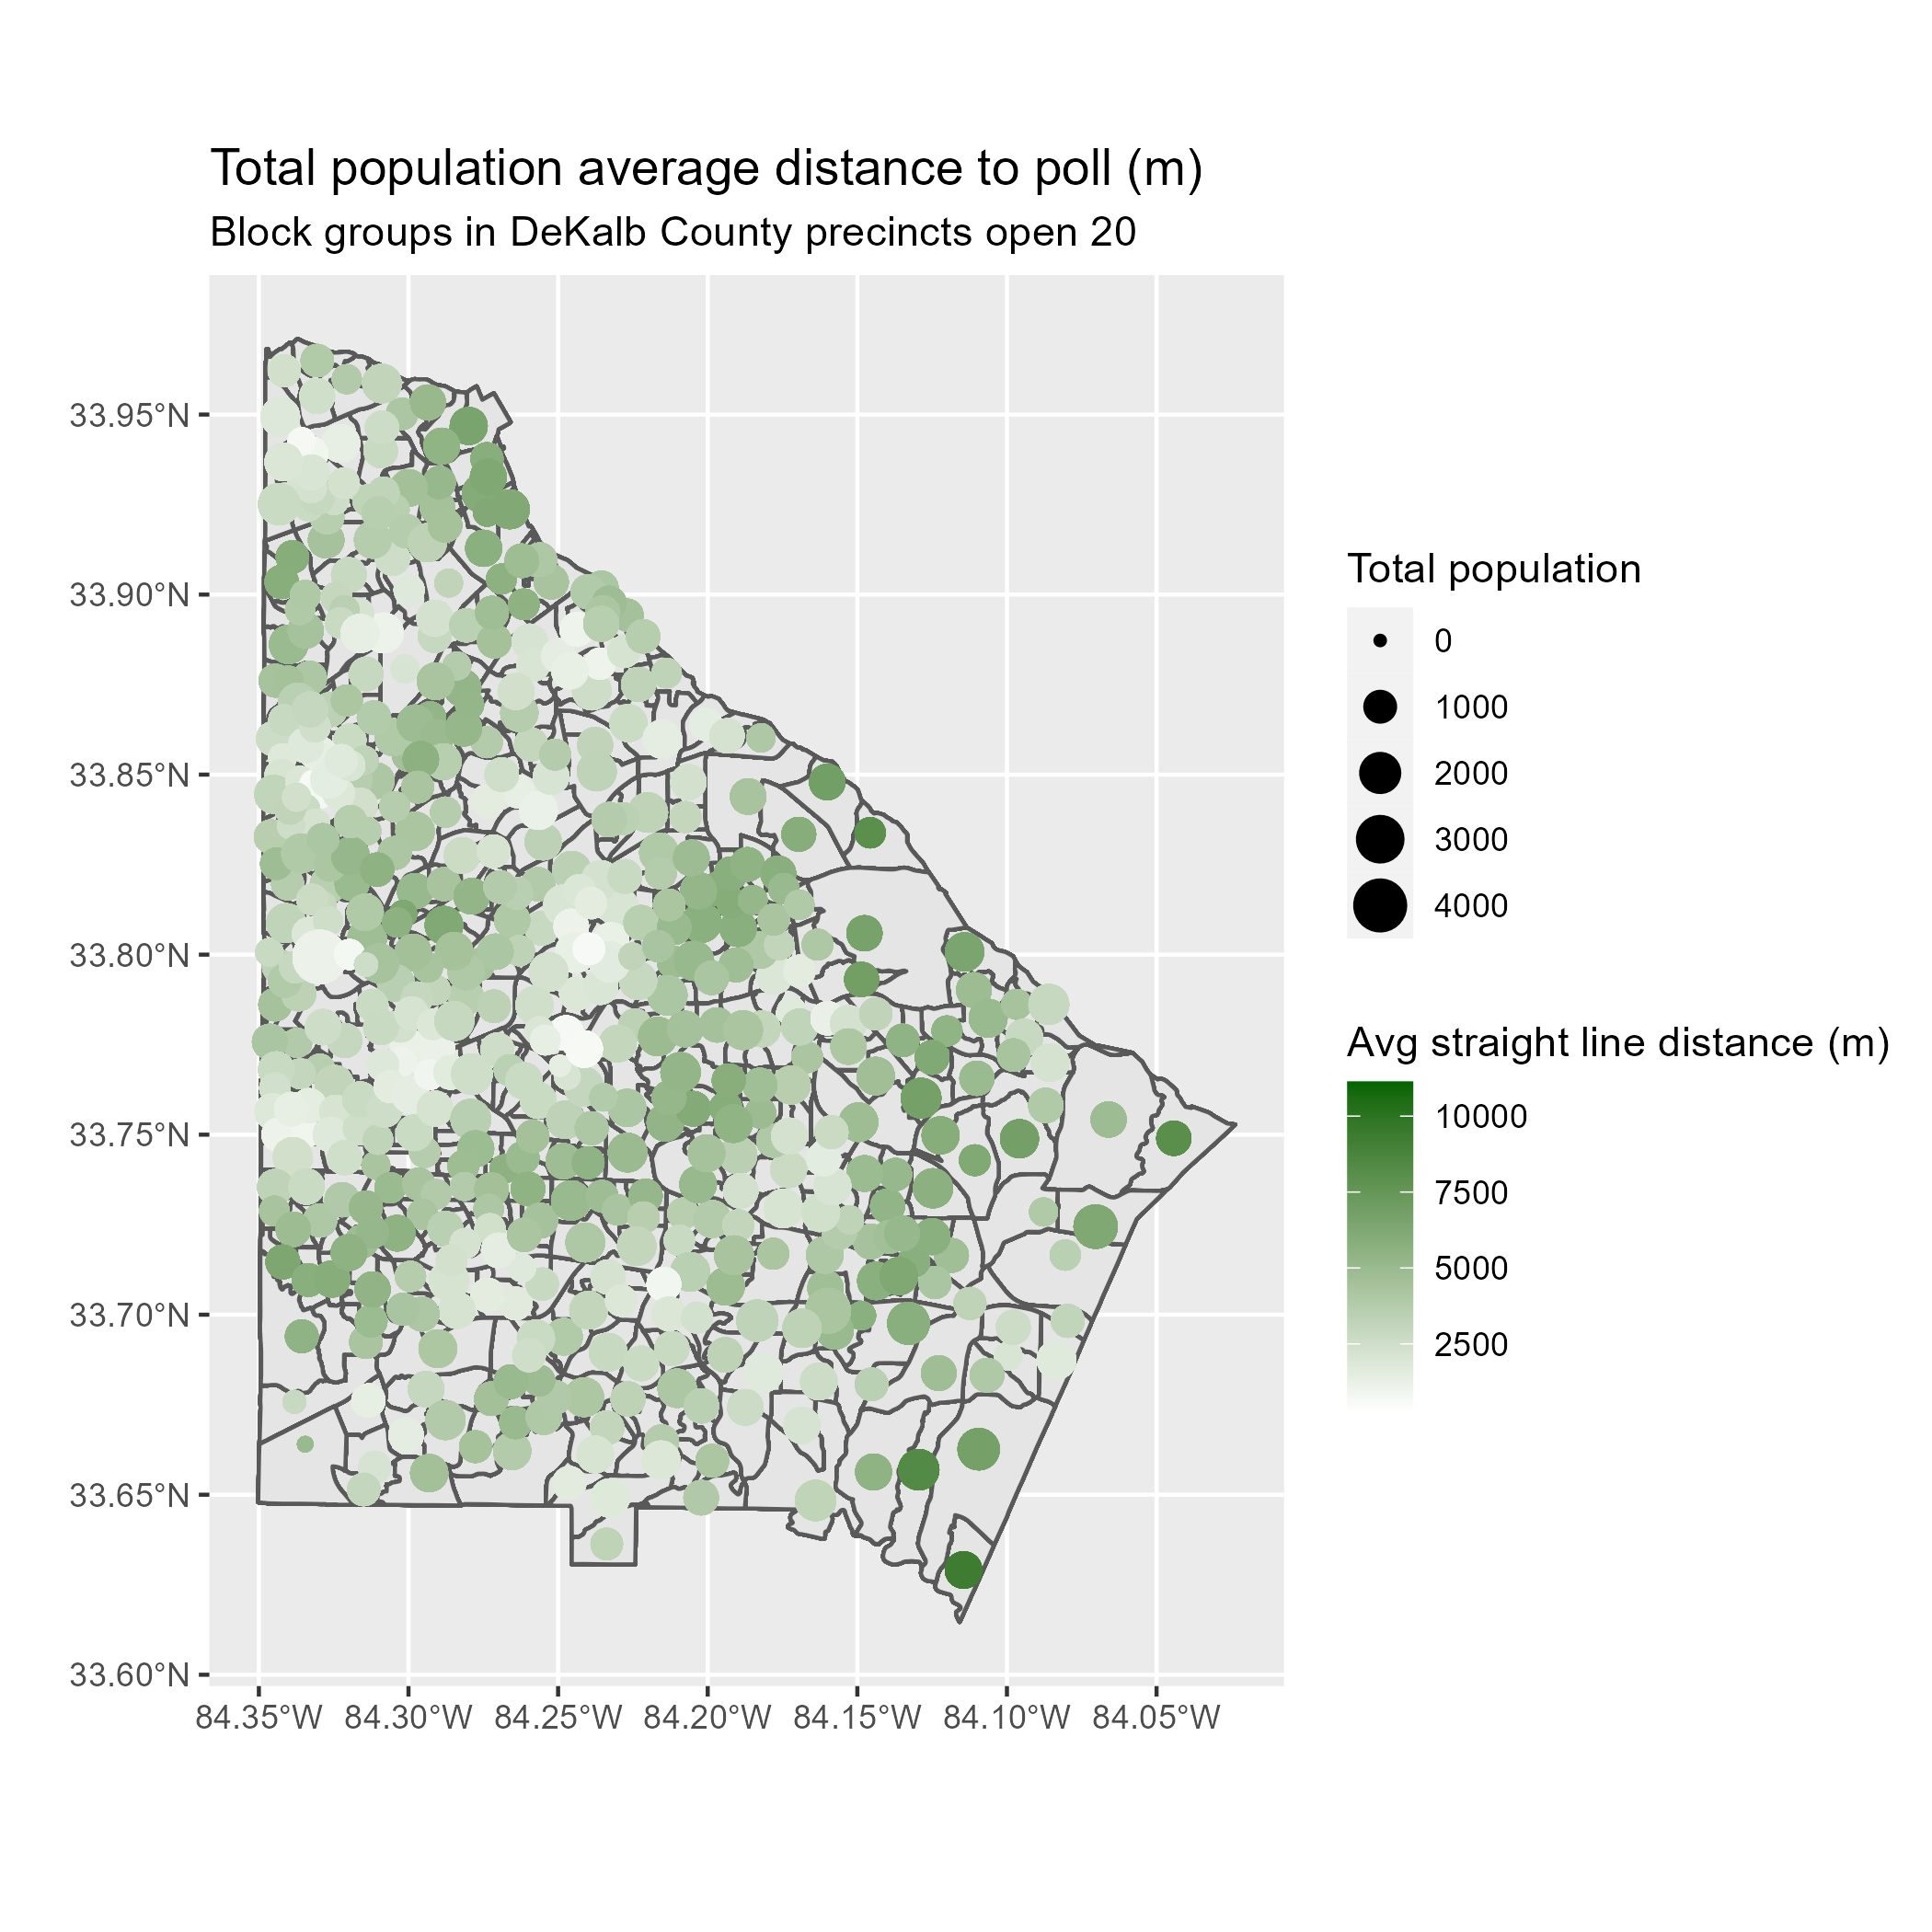 Total population average distance to poll (m)
Block groups in DeKalb County precincts open 20
33.95°N
33.90°N
33.85°N
33.80°N
33.75°N
33.70°N
33.65°N
33.60°N
84.35°W 84.30°W 84.25°W 84.20°W 84.15°W 84.10°W 84.05°W
Total population
0
1000
2000
3000
4000
Avg straight line distance (m)
10000
7500
5000
2500